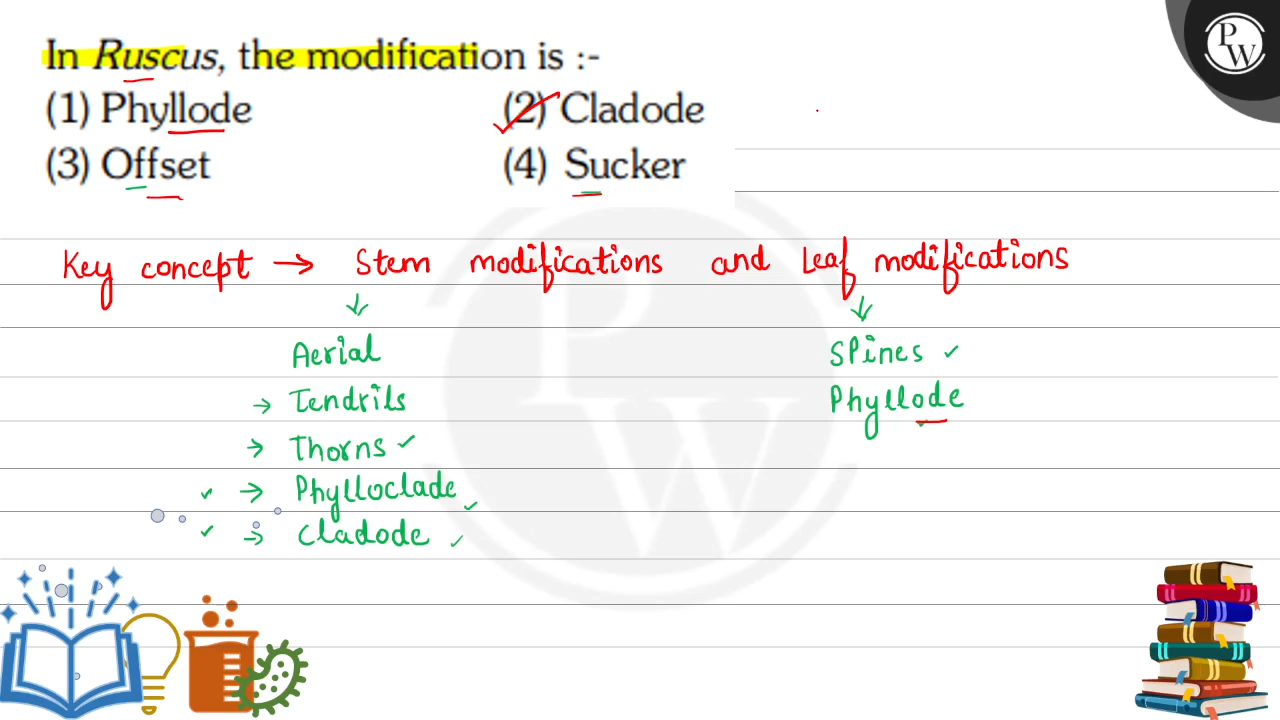 In Ruscus, the modification is :-
(1) Phyllode (2) Cladode
(3) Offset (4) Sucker
Key concept → Stem modifications and Leaf modifications
Aerial
→ Tendrils
→ Thorns ✓
✓ → Phylloclade ✓
✓ → Cladode ✓
Spines ✓
Phyllode
PW
PW